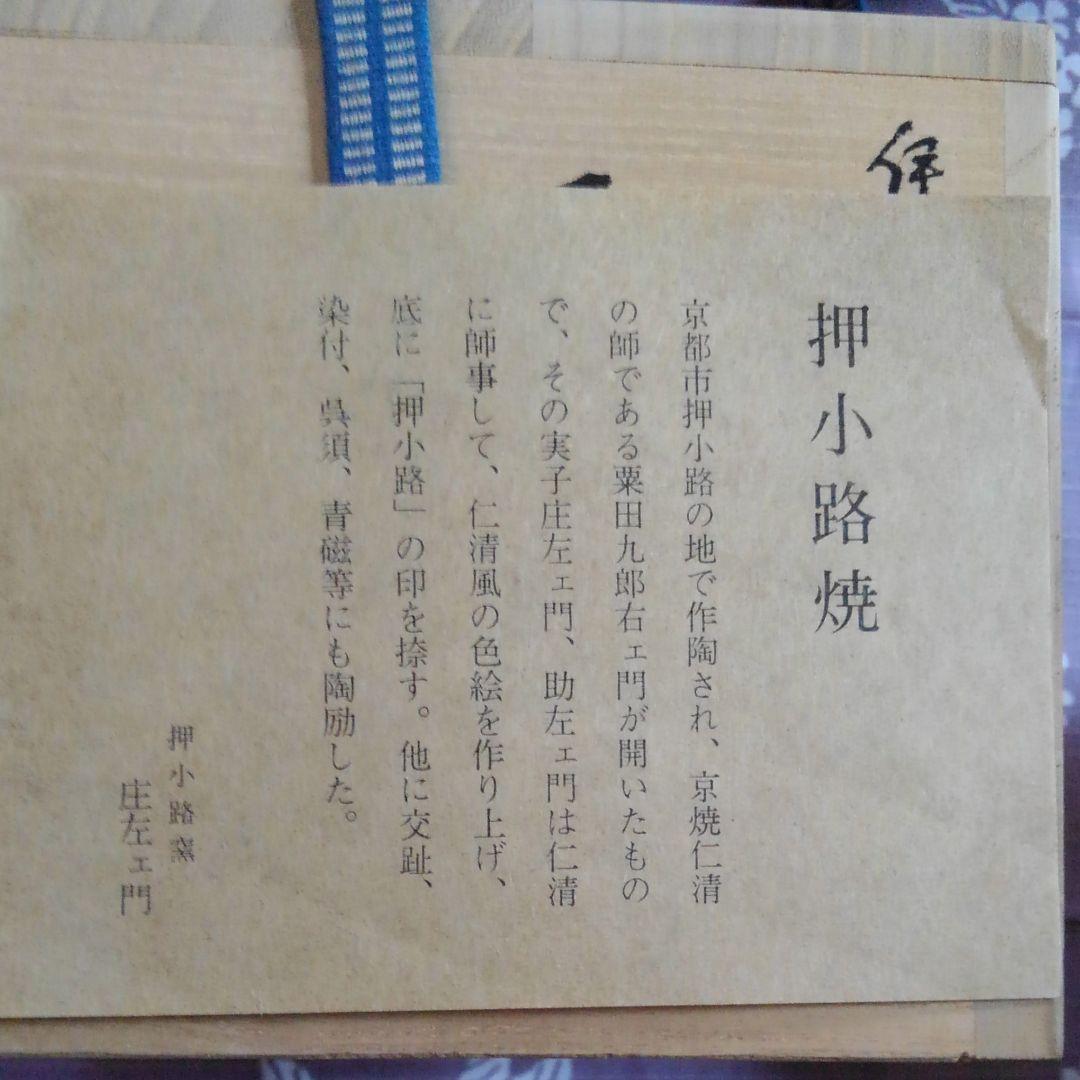 押小路焼
京都市押小路の地で作陶され、京焼仁清
の師である粟田九郎右ェ門が開いたもの
で、その実子庄左ェ門、助左ェ門は仁清
に師事して、仁清風の色絵を作り上げ、
底に「押小路」の印を捺す。他に交趾、
染付、呉須、青磁等にも陶励した。
押小路窯
庄左ェ門